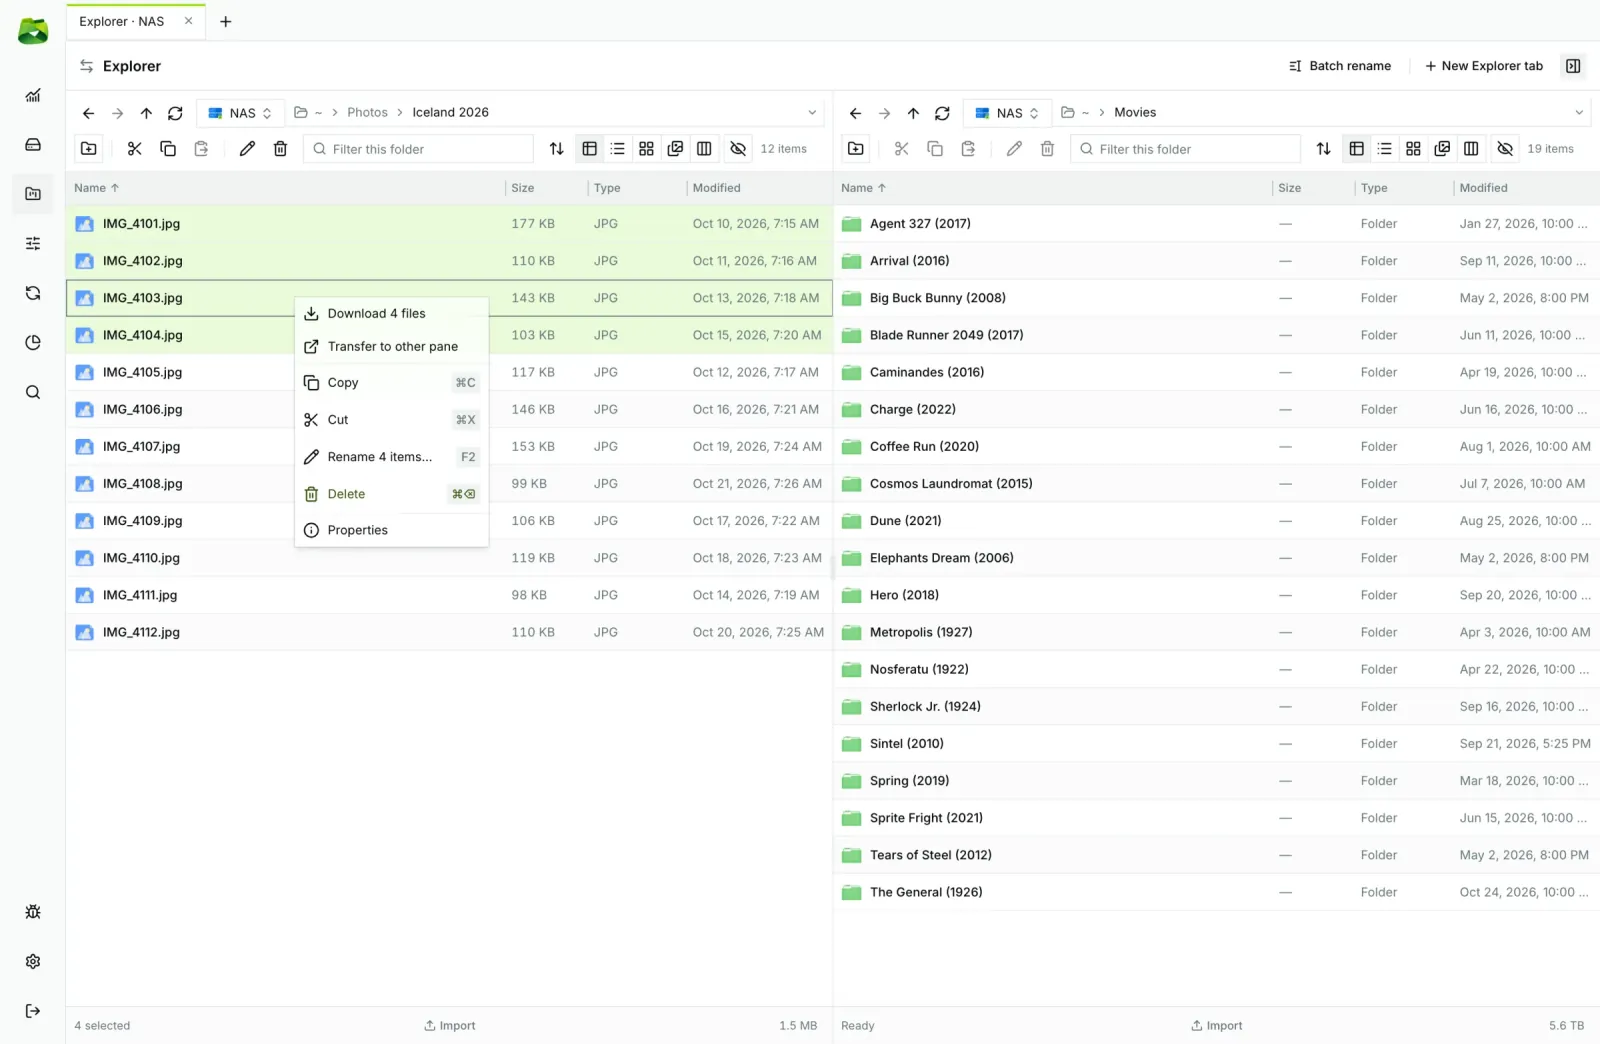 Explorer · NAS
Explorer
Batch rename
New Explorer tab
NAS ~ Photos Iceland 2026
Filter this folder
12 items
Name Size Type Modified
IMG_4101.jpg 177 KB JPG Oct 10, 2026, 7:15 AM
IMG_4102.jpg 110 KB JPG Oct 11, 2026, 7:16 AM
IMG_4103.jpg 143 KB JPG Oct 13, 2026, 7:18 AM
IMG_4104.jpg 103 KB JPG Oct 15, 2026, 7:20 AM
IMG_4105.jpg 117 KB JPG Oct 12, 2026, 7:17 AM
IMG_4106.jpg 146 KB JPG Oct 16, 2026, 7:21 AM
IMG_4107.jpg 153 KB JPG Oct 19, 2026, 7:24 AM
IMG_4108.jpg 99 KB JPG Oct 21, 2026, 7:26 AM
IMG_4109.jpg 106 KB JPG Oct 17, 2026, 7:22 AM
IMG_4110.jpg 119 KB JPG Oct 18, 2026, 7:23 AM
IMG_4111.jpg 98 KB JPG Oct 14, 2026, 7:19 AM
IMG_4112.jpg 110 KB JPG Oct 20, 2026, 7:25 AM
Download 4 files
Transfer to other pane
Copy ⌘C
Cut ⌘X
Rename 4 items... F2
Delete ⌘⌫
Properties
4 selected
Import
1.5 MB
NAS ~ Movies
Filter this folder
19 items
Name Size Type Modified
Agent 327 (2017) — Folder Jan 27, 2026, 10:00 ...
Arrival (2016) — Folder Sep 11, 2026, 10:00 ...
Big Buck Bunny (2008) — Folder May 2, 2026, 8:00 PM
Blade Runner 2049 (2017) — Folder Jun 11, 2026, 10:00 ...
Caminandes (2016) — Folder Apr 19, 2026, 10:00 ...
Charge (2022) — Folder Jun 16, 2026, 10:00 ...
Coffee Run (2020) — Folder Aug 1, 2026, 10:00 AM
Cosmos Laundromat (2015) — Folder Jul 7, 2026, 10:00 AM
Dune (2021) — Folder Aug 25, 2026, 10:00 ...
Elephants Dream (2006) — Folder May 2, 2026, 8:00 PM
Hero (2018) — Folder Sep 20, 2026, 10:00 ...
Metropolis (1927) — Folder Apr 3, 2026, 10:00 AM
Nosferatu (1922) — Folder Apr 22, 2026, 10:00 ...
Sherlock Jr. (1924) — Folder Sep 16, 2026, 10:00 ...
Sintel (2010) — Folder Sep 21, 2026, 5:25 PM
Spring (2019) — Folder Mar 18, 2026, 10:00 ...
Sprite Fright (2021) — Folder Jun 15, 2026, 10:00 ...
Tears of Steel (2012) — Folder May 2, 2026, 8:00 PM
The General (1926) — Folder Oct 24, 2026, 10:00 ...
Ready
Import
5.6 TB